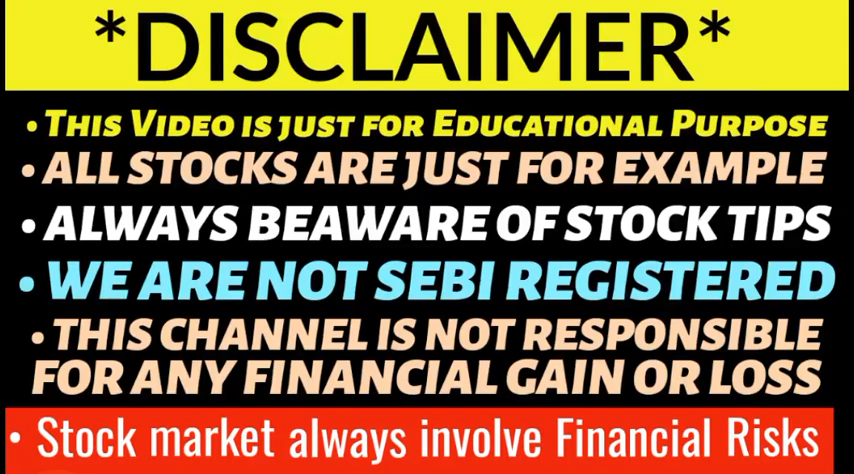 *DISCLAIMER*
• This Video is just for Educational Purpose
• ALL STOCKS ARE JUST FOR EXAMPLE
• ALWAYS BEAWARE OF STOCK TIPS
• WE ARE NOT SEBI REGISTERED
• THIS CHANNEL IS NOT RESPONSIBLE
FOR ANY FINANCIAL GAIN OR LOSS
• Stock market always involve Financial Risks